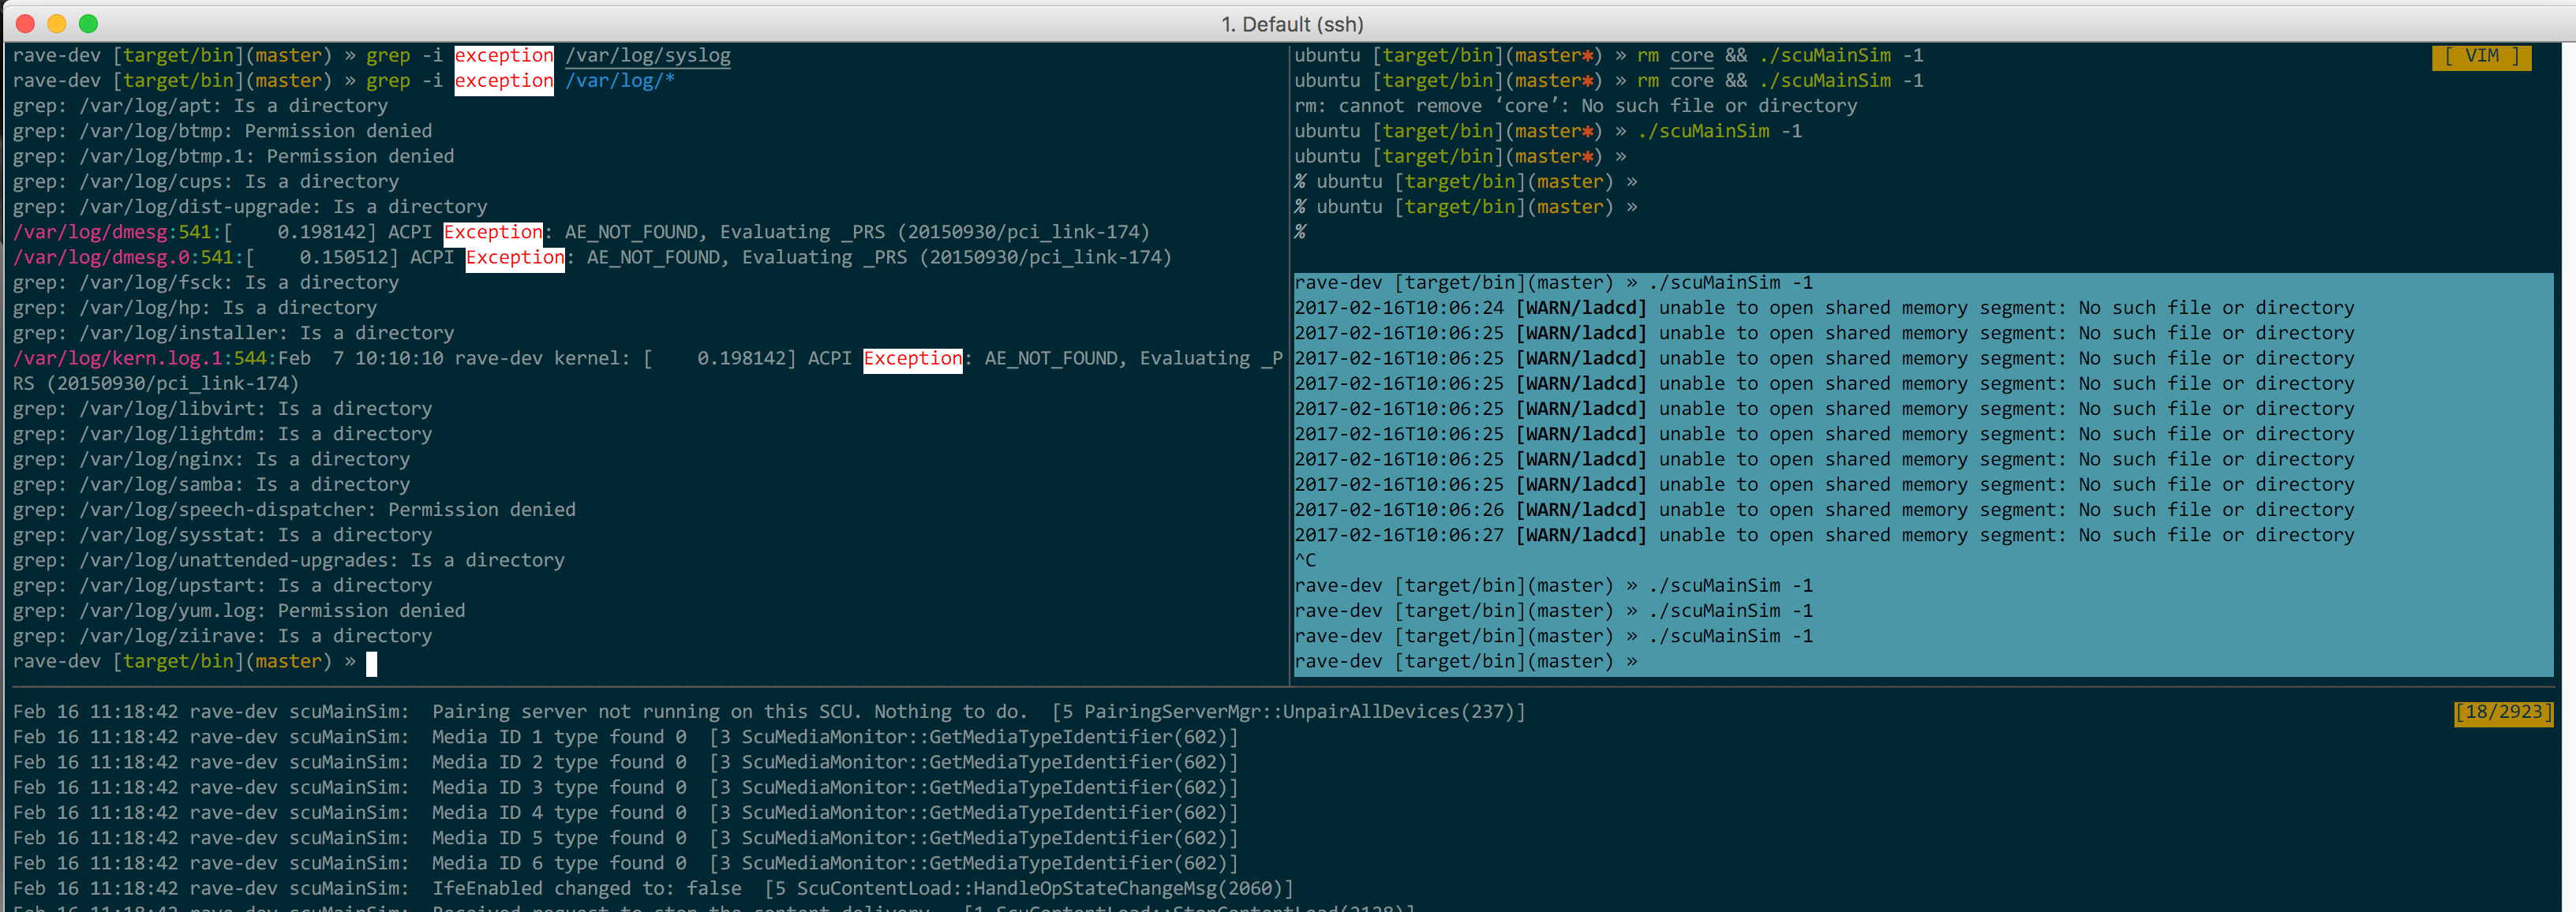 1. Default (ssh)
rave-dev [target/bin](master) » grep -i exception /var/log/syslog
rave-dev [target/bin](master) » grep -i exception /var/log/*
grep: /var/log/apt: Is a directory
grep: /var/log/btmp: Permission denied
grep: /var/log/btmp.1: Permission denied
grep: /var/log/cups: Is a directory
grep: /var/log/dist-upgrade: Is a directory
/var/log/dmesg:541:[    0.198142] ACPI Exception: AE_NOT_FOUND, Evaluating _PRS (20150930/pci_link-174)
/var/log/dmesg.0:541:[    0.150512] ACPI Exception: AE_NOT_FOUND, Evaluating _PRS (20150930/pci_link-174)
grep: /var/log/fsck: Is a directory
grep: /var/log/hp: Is a directory
grep: /var/log/installer: Is a directory
/var/log/kern.log.1:544:Feb  7 10:10:10 rave-dev kernel: [    0.198142] ACPI Exception: AE_NOT_FOUND, Evaluating _P
RS (20150930/pci_link-174)
grep: /var/log/libvirt: Is a directory
grep: /var/log/lightdm: Is a directory
grep: /var/log/nginx: Is a directory
grep: /var/log/samba: Is a directory
grep: /var/log/speech-dispatcher: Permission denied
grep: /var/log/sysstat: Is a directory
grep: /var/log/unattended-upgrades: Is a directory
grep: /var/log/upstart: Is a directory
grep: /var/log/yum.log: Permission denied
grep: /var/log/ziirave: Is a directory
rave-dev [target/bin](master) »
ubuntu [target/bin](master*) » rm core && ./scuMainSim -1
[ VIM ]
ubuntu [target/bin](master*) » rm core && ./scuMainSim -1
rm: cannot remove ‘core’: No such file or directory
ubuntu [target/bin](master*) » ./scuMainSim -1
ubuntu [target/bin](master*) »
% ubuntu [target/bin](master) »
% ubuntu [target/bin](master) »
%
rave-dev [target/bin](master) » ./scuMainSim -1
2017-02-16T10:06:24 [WARN/ladcd] unable to open shared memory segment: No such file or directory
2017-02-16T10:06:25 [WARN/ladcd] unable to open shared memory segment: No such file or directory
2017-02-16T10:06:25 [WARN/ladcd] unable to open shared memory segment: No such file or directory
2017-02-16T10:06:25 [WARN/ladcd] unable to open shared memory segment: No such file or directory
2017-02-16T10:06:25 [WARN/ladcd] unable to open shared memory segment: No such file or directory
2017-02-16T10:06:25 [WARN/ladcd] unable to open shared memory segment: No such file or directory
2017-02-16T10:06:25 [WARN/ladcd] unable to open shared memory segment: No such file or directory
2017-02-16T10:06:25 [WARN/ladcd] unable to open shared memory segment: No such file or directory
2017-02-16T10:06:26 [WARN/ladcd] unable to open shared memory segment: No such file or directory
2017-02-16T10:06:27 [WARN/ladcd] unable to open shared memory segment: No such file or directory
^C
rave-dev [target/bin](master) » ./scuMainSim -1
rave-dev [target/bin](master) » ./scuMainSim -1
rave-dev [target/bin](master) » ./scuMainSim -1
rave-dev [target/bin](master) »
Feb 16 11:18:42 rave-dev scuMainSim:  Pairing server not running on this SCU. Nothing to do.  [5 PairingServerMgr::UnpairAllDevices(237)]
[18/2923]
Feb 16 11:18:42 rave-dev scuMainSim:  Media ID 1 type found 0  [3 ScuMediaMonitor::GetMediaTypeIdentifier(602)]
Feb 16 11:18:42 rave-dev scuMainSim:  Media ID 2 type found 0  [3 ScuMediaMonitor::GetMediaTypeIdentifier(602)]
Feb 16 11:18:42 rave-dev scuMainSim:  Media ID 3 type found 0  [3 ScuMediaMonitor::GetMediaTypeIdentifier(602)]
Feb 16 11:18:42 rave-dev scuMainSim:  Media ID 4 type found 0  [3 ScuMediaMonitor::GetMediaTypeIdentifier(602)]
Feb 16 11:18:42 rave-dev scuMainSim:  Media ID 5 type found 0  [3 ScuMediaMonitor::GetMediaTypeIdentifier(602)]
Feb 16 11:18:42 rave-dev scuMainSim:  Media ID 6 type found 0  [3 ScuMediaMonitor::GetMediaTypeIdentifier(602)]
Feb 16 11:18:42 rave-dev scuMainSim:  IfeEnabled changed to: false  [5 ScuContentLoad::HandleOpStateChangeMsg(2060)]
Feb 16 11:18:42 rave-dev scuMainSim:  Received request to stop the content delivery.  [1 ScuContentLoad::StopContentLoad(2128)]